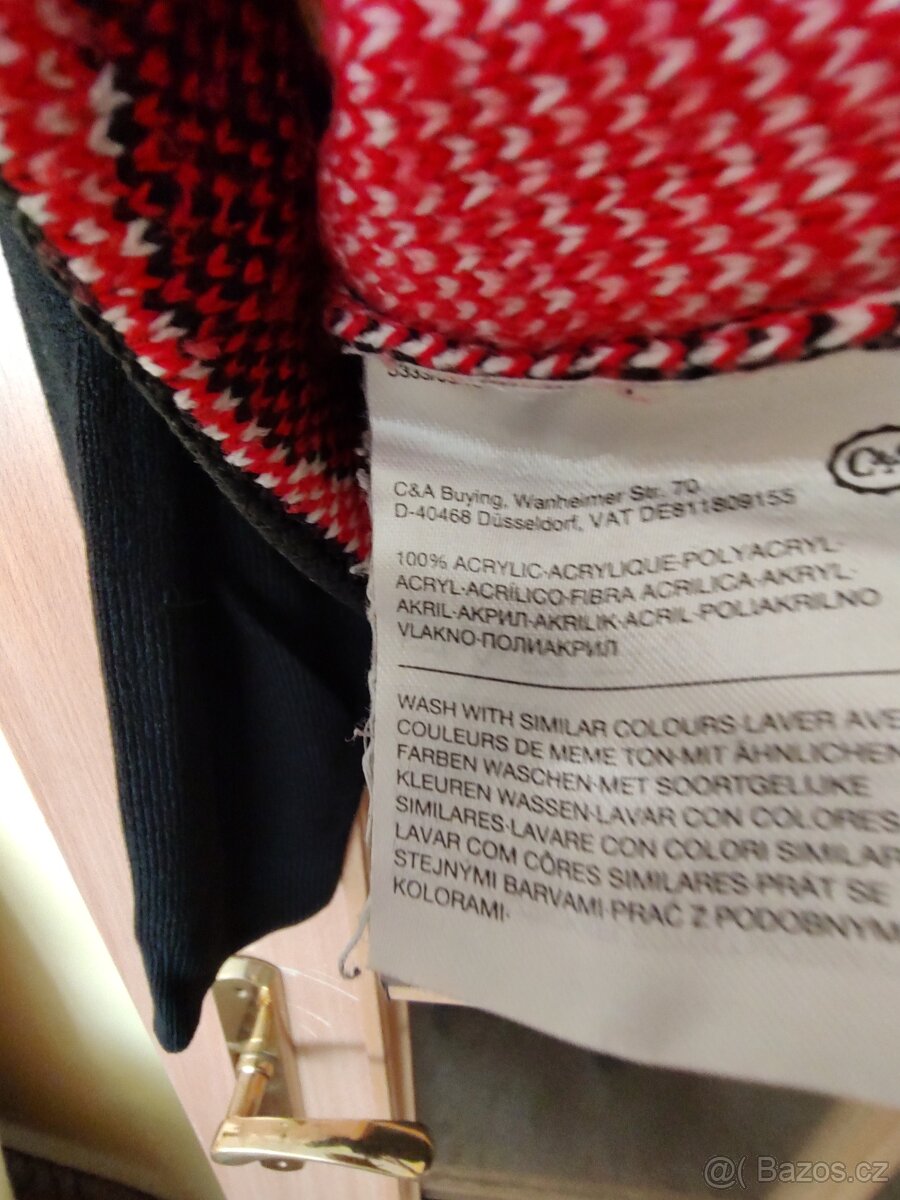 C&A
C&A Buying, Wanheimer Str. 70
D-40468 Düsseldorf, VAT DE811809155
100% ACRYLIC·ACRYLIQUE·POLYACRYL·
ACRYL·ACRÍLICO·FIBRA ACRILICA·AKRYL·
AKRIL·АКРИЛ·AKRILIK·ACRIL·POLIAKRILNO
VLAKNO·ПОЛИАКРИЛ
WASH WITH SIMILAR COLOURS·LAVER AVE
COULEURS DE MEME TON·MIT ÄHNLICHEN
FARBEN WASCHEN·MET SOORTGELIJKE
KLEUREN WASSEN·LAVAR CON COLORES
SIMILARES·LAVARE CON COLORI SIMILAR
LAVAR COM CÔRES SIMILARES·PRÁT SE
STEJNÝMI BARVAMI·PRAĆ Z PODOBNYM
KOLORAMI·
@( Bazos.cz